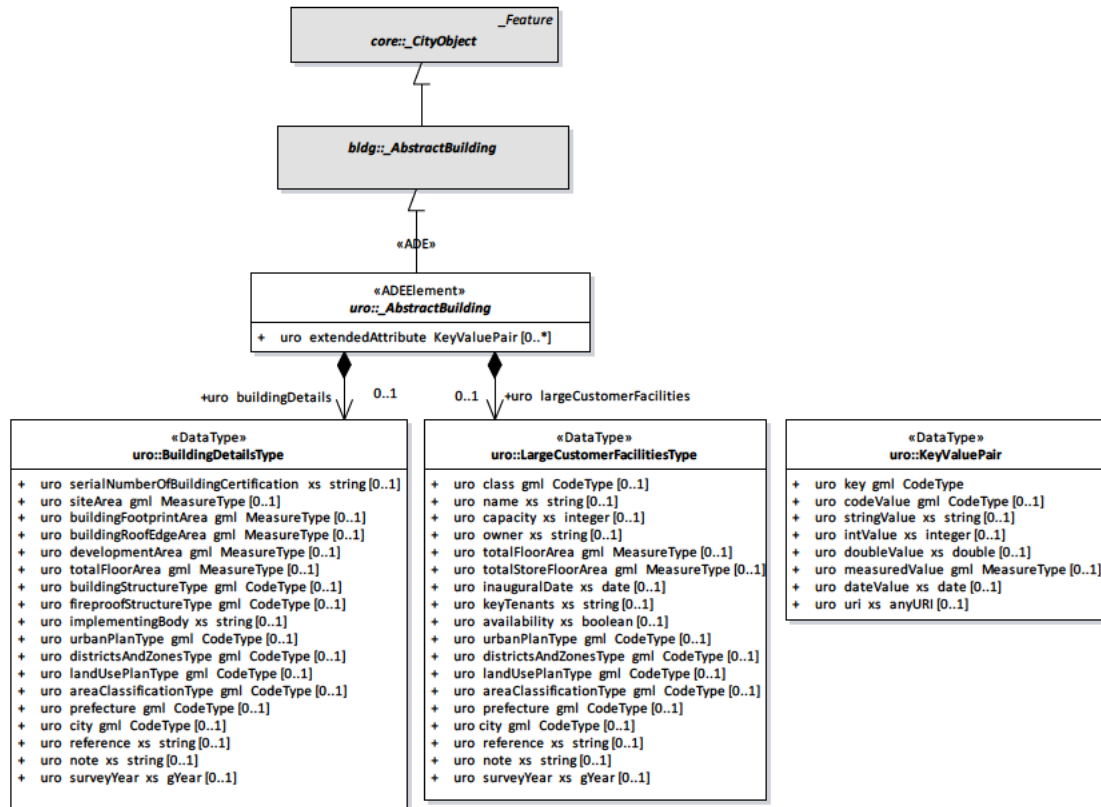 _Feature
core::_CityObject
bldg::_AbstractBuilding
«ADE»
«ADEElement»
uro::_AbstractBuilding
+ uro extendedAttribute KeyValuePair [0..*]
+uro buildingDetails 0..1 0..1 +uro largeCustomerFacilities
«DataType»
uro::BuildingDetailsType
+ uro serialNumberOfBuildingCertification xs string [0..1]
+ uro siteArea gml MeasureType [0..1]
+ uro buildingFootprintArea gml MeasureType [0..1]
+ uro buildingRoofEdgeArea gml MeasureType [0..1]
+ uro developmentArea gml MeasureType [0..1]
+ uro totalFloorArea gml MeasureType [0..1]
+ uro buildingStructureType gml CodeType [0..1]
+ uro fireproofStructureType gml CodeType [0..1]
+ uro implementingBody xs string [0..1]
+ uro urbanPlanType gml CodeType [0..1]
+ uro districtsAndZonesType gml CodeType [0..1]
+ uro landUsePlanType gml CodeType [0..1]
+ uro areaClassificationType gml CodeType [0..1]
+ uro prefecture gml CodeType [0..1]
+ uro city gml CodeType [0..1]
+ uro reference xs string [0..1]
+ uro note xs string [0..1]
+ uro surveyYear xs gYear [0..1]
«DataType»
uro::LargeCustomerFacilitiesType
+ uro class gml CodeType [0..1]
+ uro name xs string [0..1]
+ uro capacity xs integer [0..1]
+ uro owner xs string [0..1]
+ uro totalFloorArea gml MeasureType [0..1]
+ uro totalStoreFloorArea gml MeasureType [0..1]
+ uro inauguralDate xs date [0..1]
+ uro keyTenants xs string [0..1]
+ uro availability xs boolean [0..1]
+ uro urbanPlanType gml CodeType [0..1]
+ uro districtsAndZonesType gml CodeType [0..1]
+ uro landUsePlanType gml CodeType [0..1]
+ uro areaClassificationType gml CodeType [0..1]
+ uro prefecture gml CodeType [0..1]
+ uro city gml CodeType [0..1]
+ uro reference xs string [0..1]
+ uro note xs string [0..1]
+ uro surveyYear xs gYear [0..1]
«DataType»
uro::KeyValuePair
+ uro key gml CodeType
+ uro codeValue gml CodeType [0..1]
+ uro stringValue xs string [0..1]
+ uro intValue xs integer [0..1]
+ uro doubleValue xs double [0..1]
+ uro measuredValue gml MeasureType [0..1]
+ uro dateValue xs date [0..1]
+ uro uri xs anyURI [0..1]